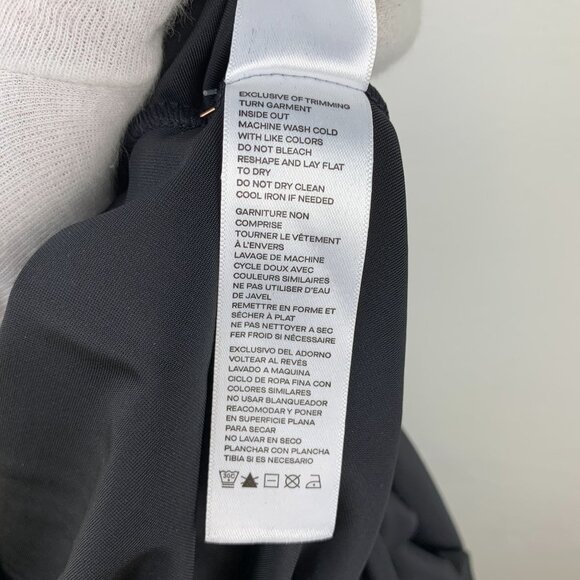 EXCLUSIVE OF TRIMMING
TURN GARMENT
INSIDE OUT
MACHINE WASH COLD
WITH LIKE COLORS
DO NOT BLEACH
RESHAPE AND LAY FLAT
TO DRY
DO NOT DRY CLEAN
COOL IRON IF NEEDED
GARNITURE NON
COMPRISE
TOURNER LE VÊTEMENT
À L'ENVERS
LAVAGE DE MACHINE
CYCLE DOUX AVEC
COULEURS SIMILAIRES
NE PAS UTILISER D'EAU
DE JAVEL
REMETTRE EN FORME ET
SÉCHER À PLAT
NE PAS NETTOYER A SEC
FER FROID SI NÉCESSAIRE
EXCLUSIVO DEL ADORNO
VOLTEAR AL REVÉS
LAVADO A MAQUINA
CICLO DE ROPA FINA CON
COLORES SIMILARES
NO USAR BLANQUEADOR
REACOMODAR Y PONER
EN SUPERFICIE PLANA
PARA SECAR
NO LAVAR EN SECO
PLANCHAR CON PLANCHA
TIBIA SI ES NECESARIO